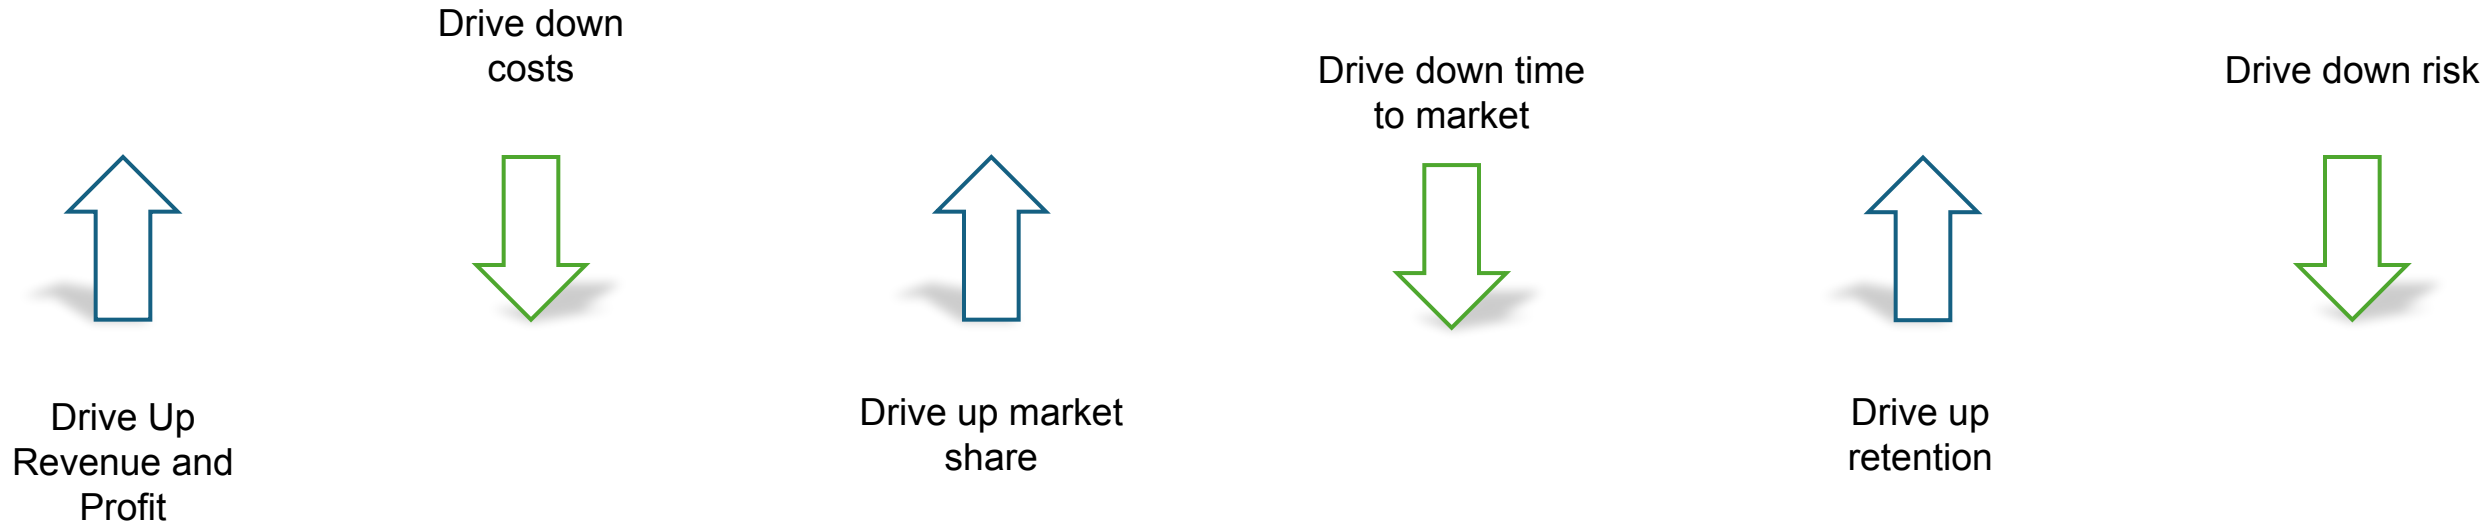 Drive down
costs
Drive down time
to market
Drive down risk
Drive Up
Revenue and
Profit
Drive up market
share
Drive up
retention